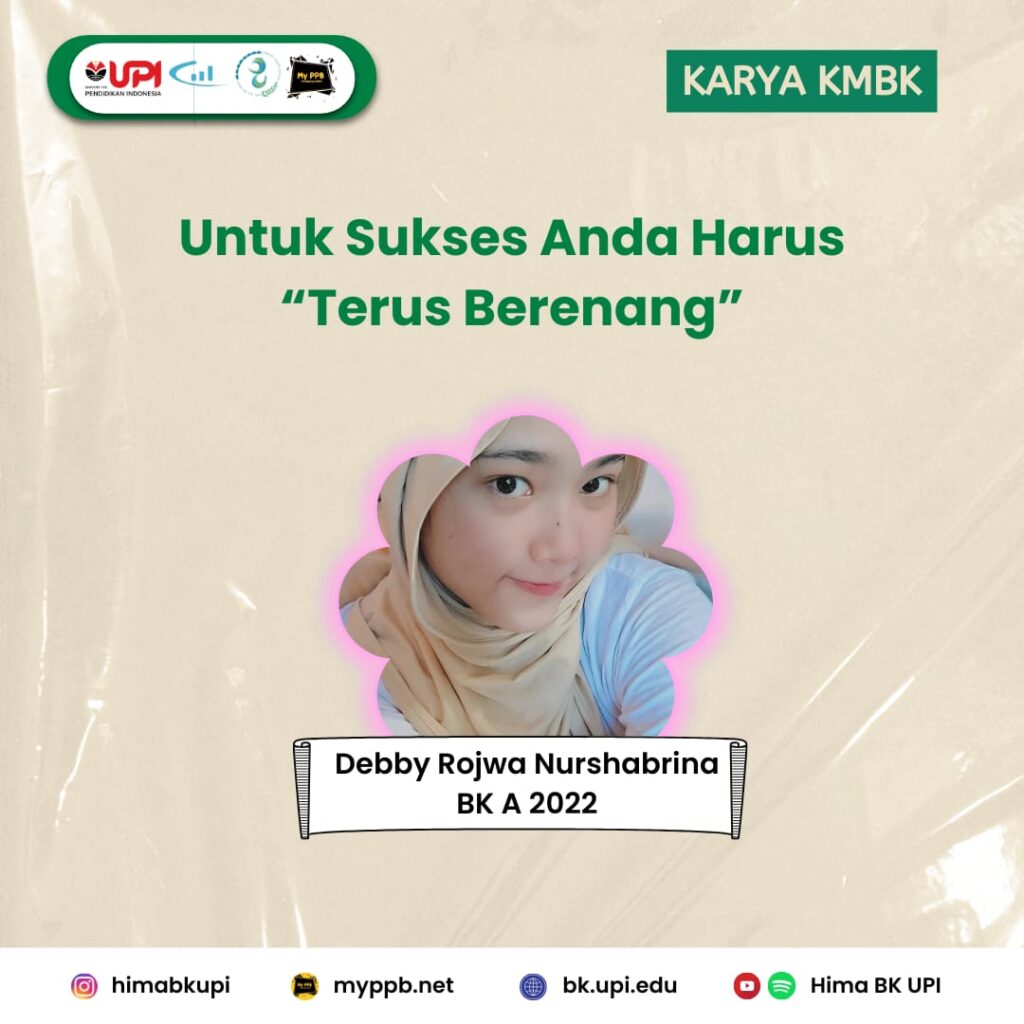 UPI
PENDIDIKAN INDONESIA
My PPB
KARYA KMBK
Untuk Sukses Anda Harus
“Terus Berenang”
Debby Rojwa Nurshabrina
BK A 2022
himabkupi
myppb.net
bk.upi.edu
Hima BK UPI